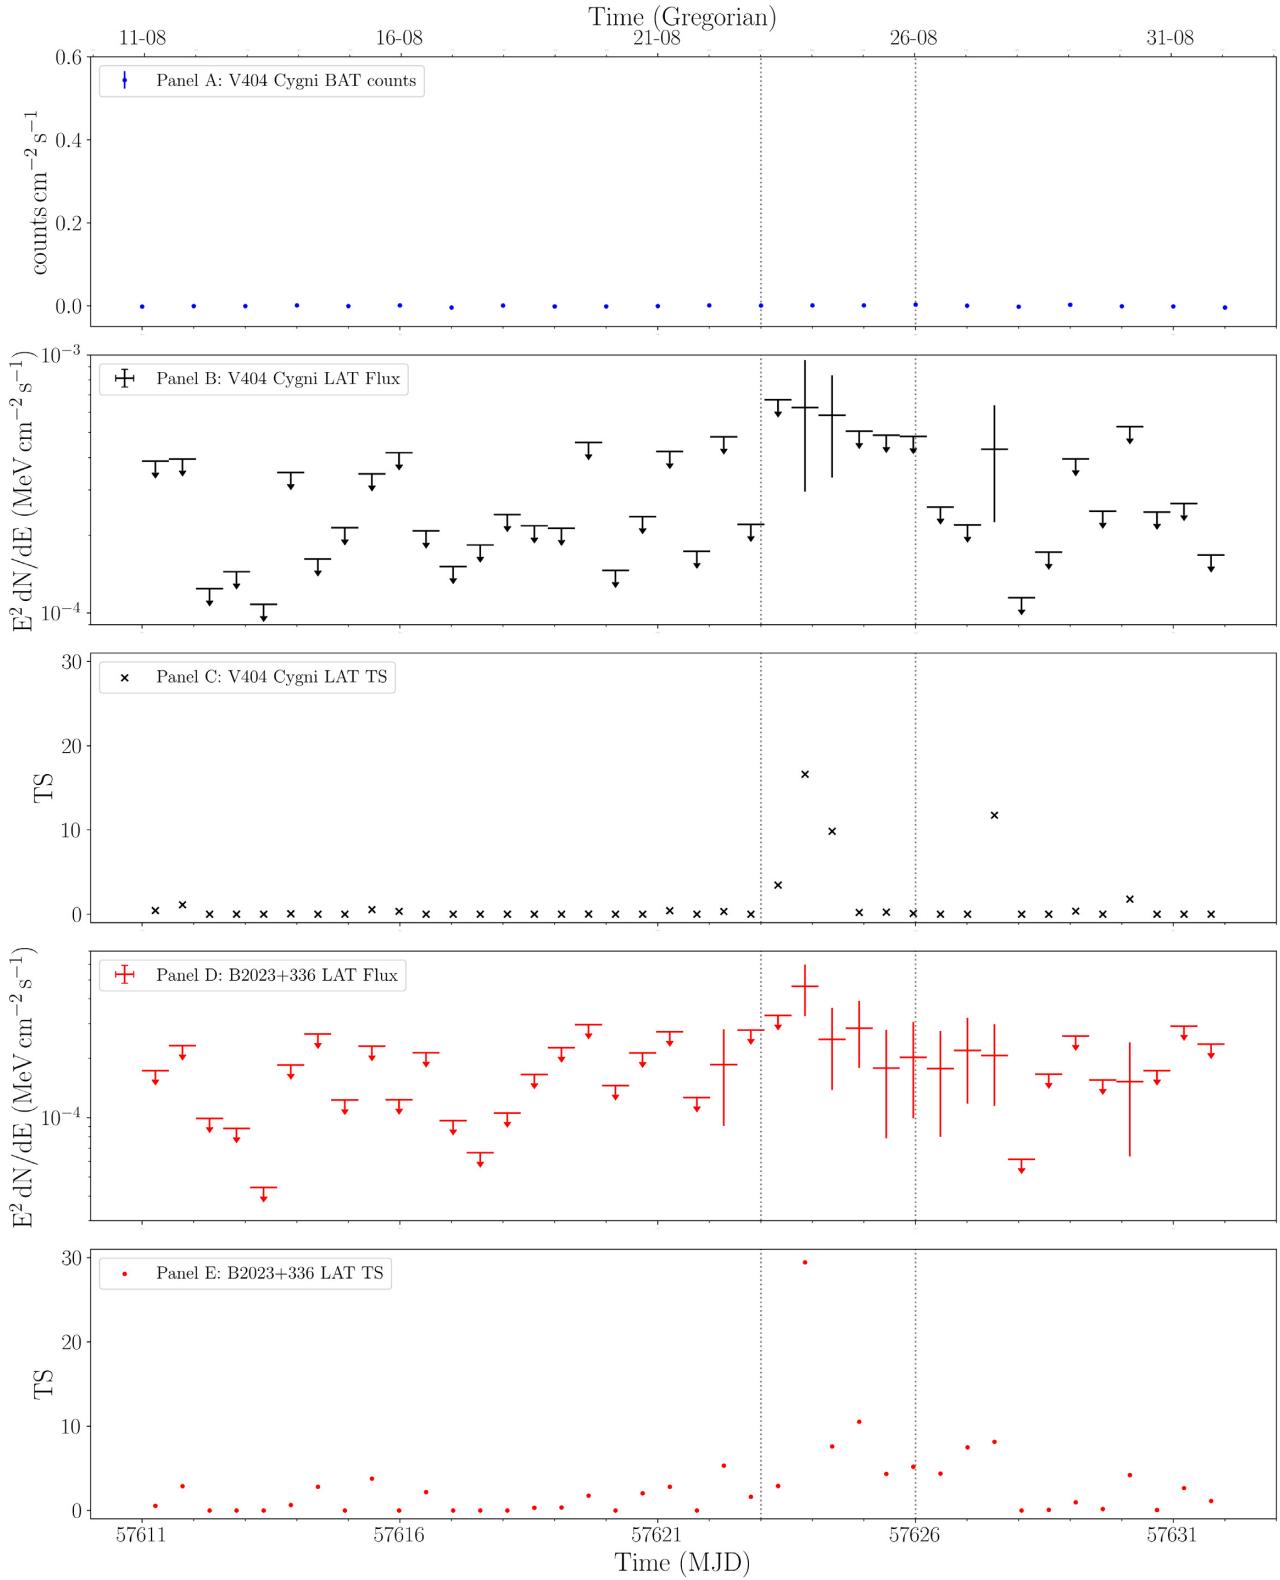 Time (Gregorian)
11-08 16-08 21-08 26-08 31-08
Panel A: V404 Cygni BAT counts
counts cm⁻² s⁻¹
0.6
0.4
0.2
0.0
Panel B: V404 Cygni LAT Flux
E² dN/dE (MeV cm⁻² s⁻¹)
10⁻³
10⁻⁴
Panel C: V404 Cygni LAT TS
TS
30
20
10
0
Panel D: B2023+336 LAT Flux
E² dN/dE (MeV cm⁻² s⁻¹)
10⁻⁴
Panel E: B2023+336 LAT TS
TS
30
20
10
0
57611 57616 57621 57626 57631
Time (MJD)